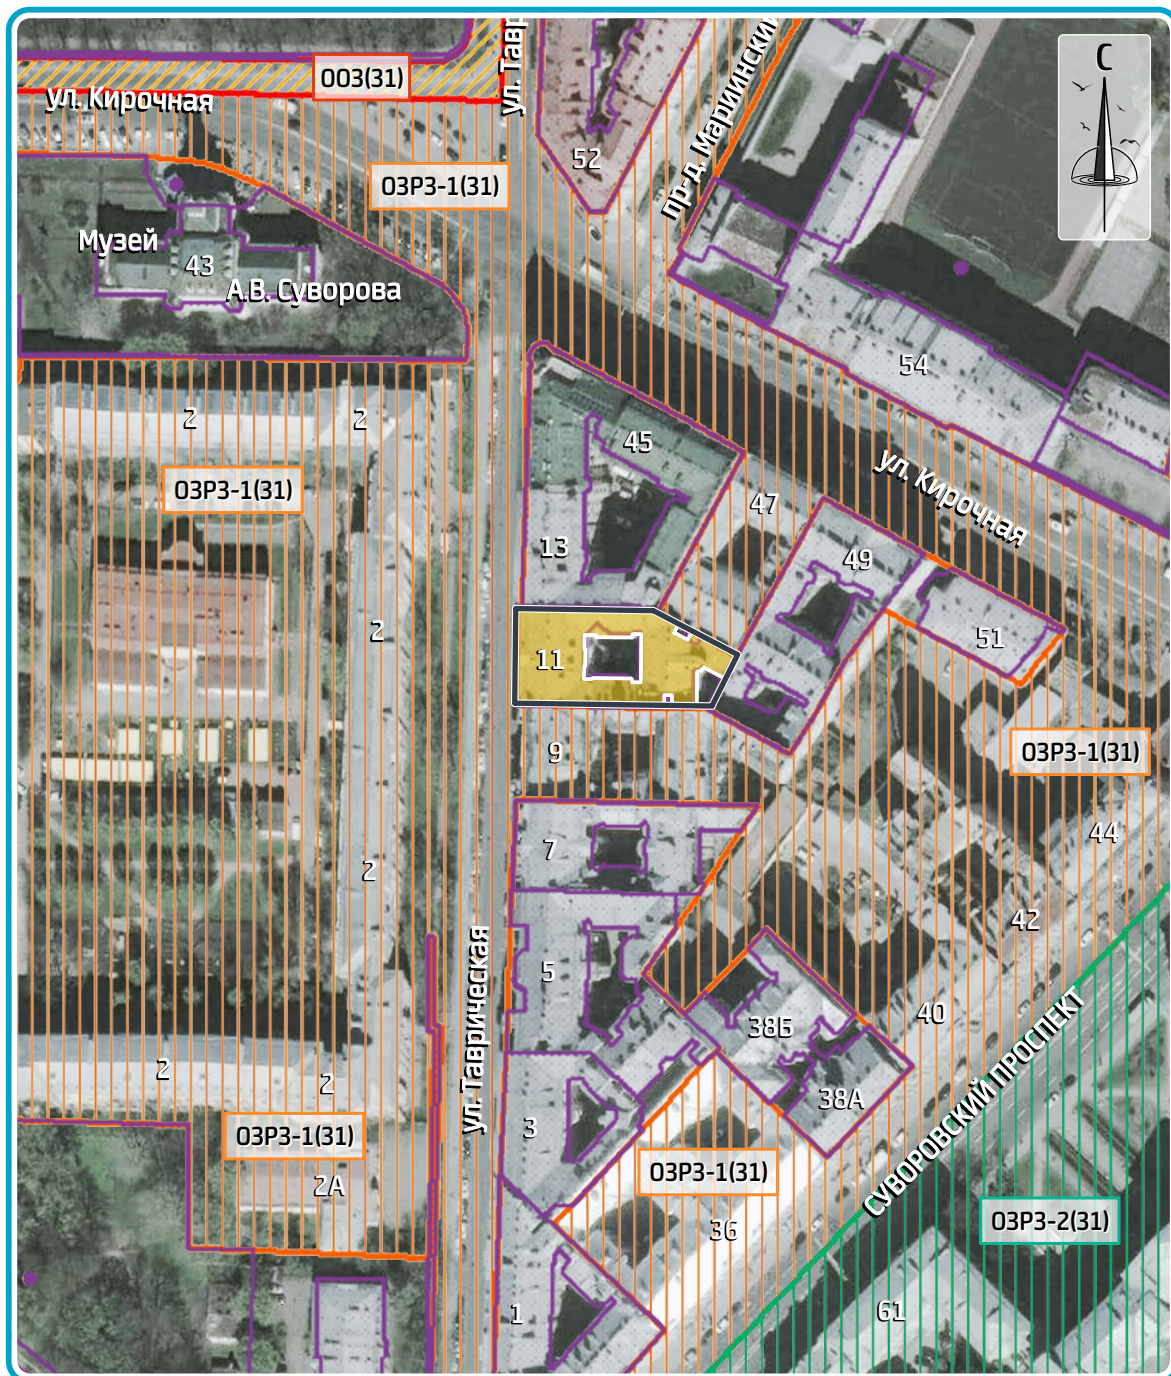 ул. Тавр
С
ООЗ(31)
ул. Кирочная
52
пр-д. Мариинский
ОЗРЗ-1(31)
Музей
43
А.В. Суворова
54
2
2
45
ул. Кирочная
ОЗРЗ-1(31)
47
13
49
2
51
11
9
ОЗРЗ-1(31)
7
44
2
42
5
ул. Таврическая
40
38Б
СУВОРОВСКИЙ ПРОСПЕКТ
2
2
38А
3
ОЗРЗ-1(31)
ОЗРЗ-1(31)
2А
36
ОЗРЗ-2(31)
1
61